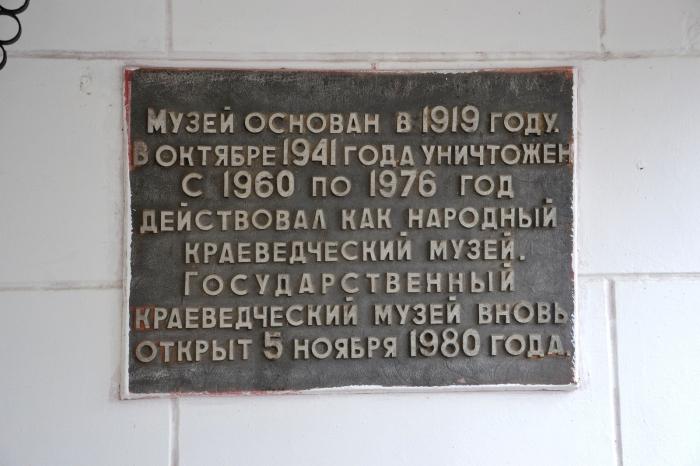 МУЗЕЙ ОСНОВАН В 1919 ГОДУ.
В ОКТЯБРЕ 1941 ГОДА УНИЧТОЖЕН
С 1960 ПО 1976 ГОД
ДЕЙСТВОВАЛ КАК НАРОДНЫЙ
КРАЕВЕДЧЕСКИЙ МУЗЕЙ.
ГОСУДАРСТВЕННЫЙ
КРАЕВЕДЧЕСКИЙ МУЗЕЙ ВНОВЬ
ОТКРЫТ 5 НОЯБРЯ 1980 ГОДА.